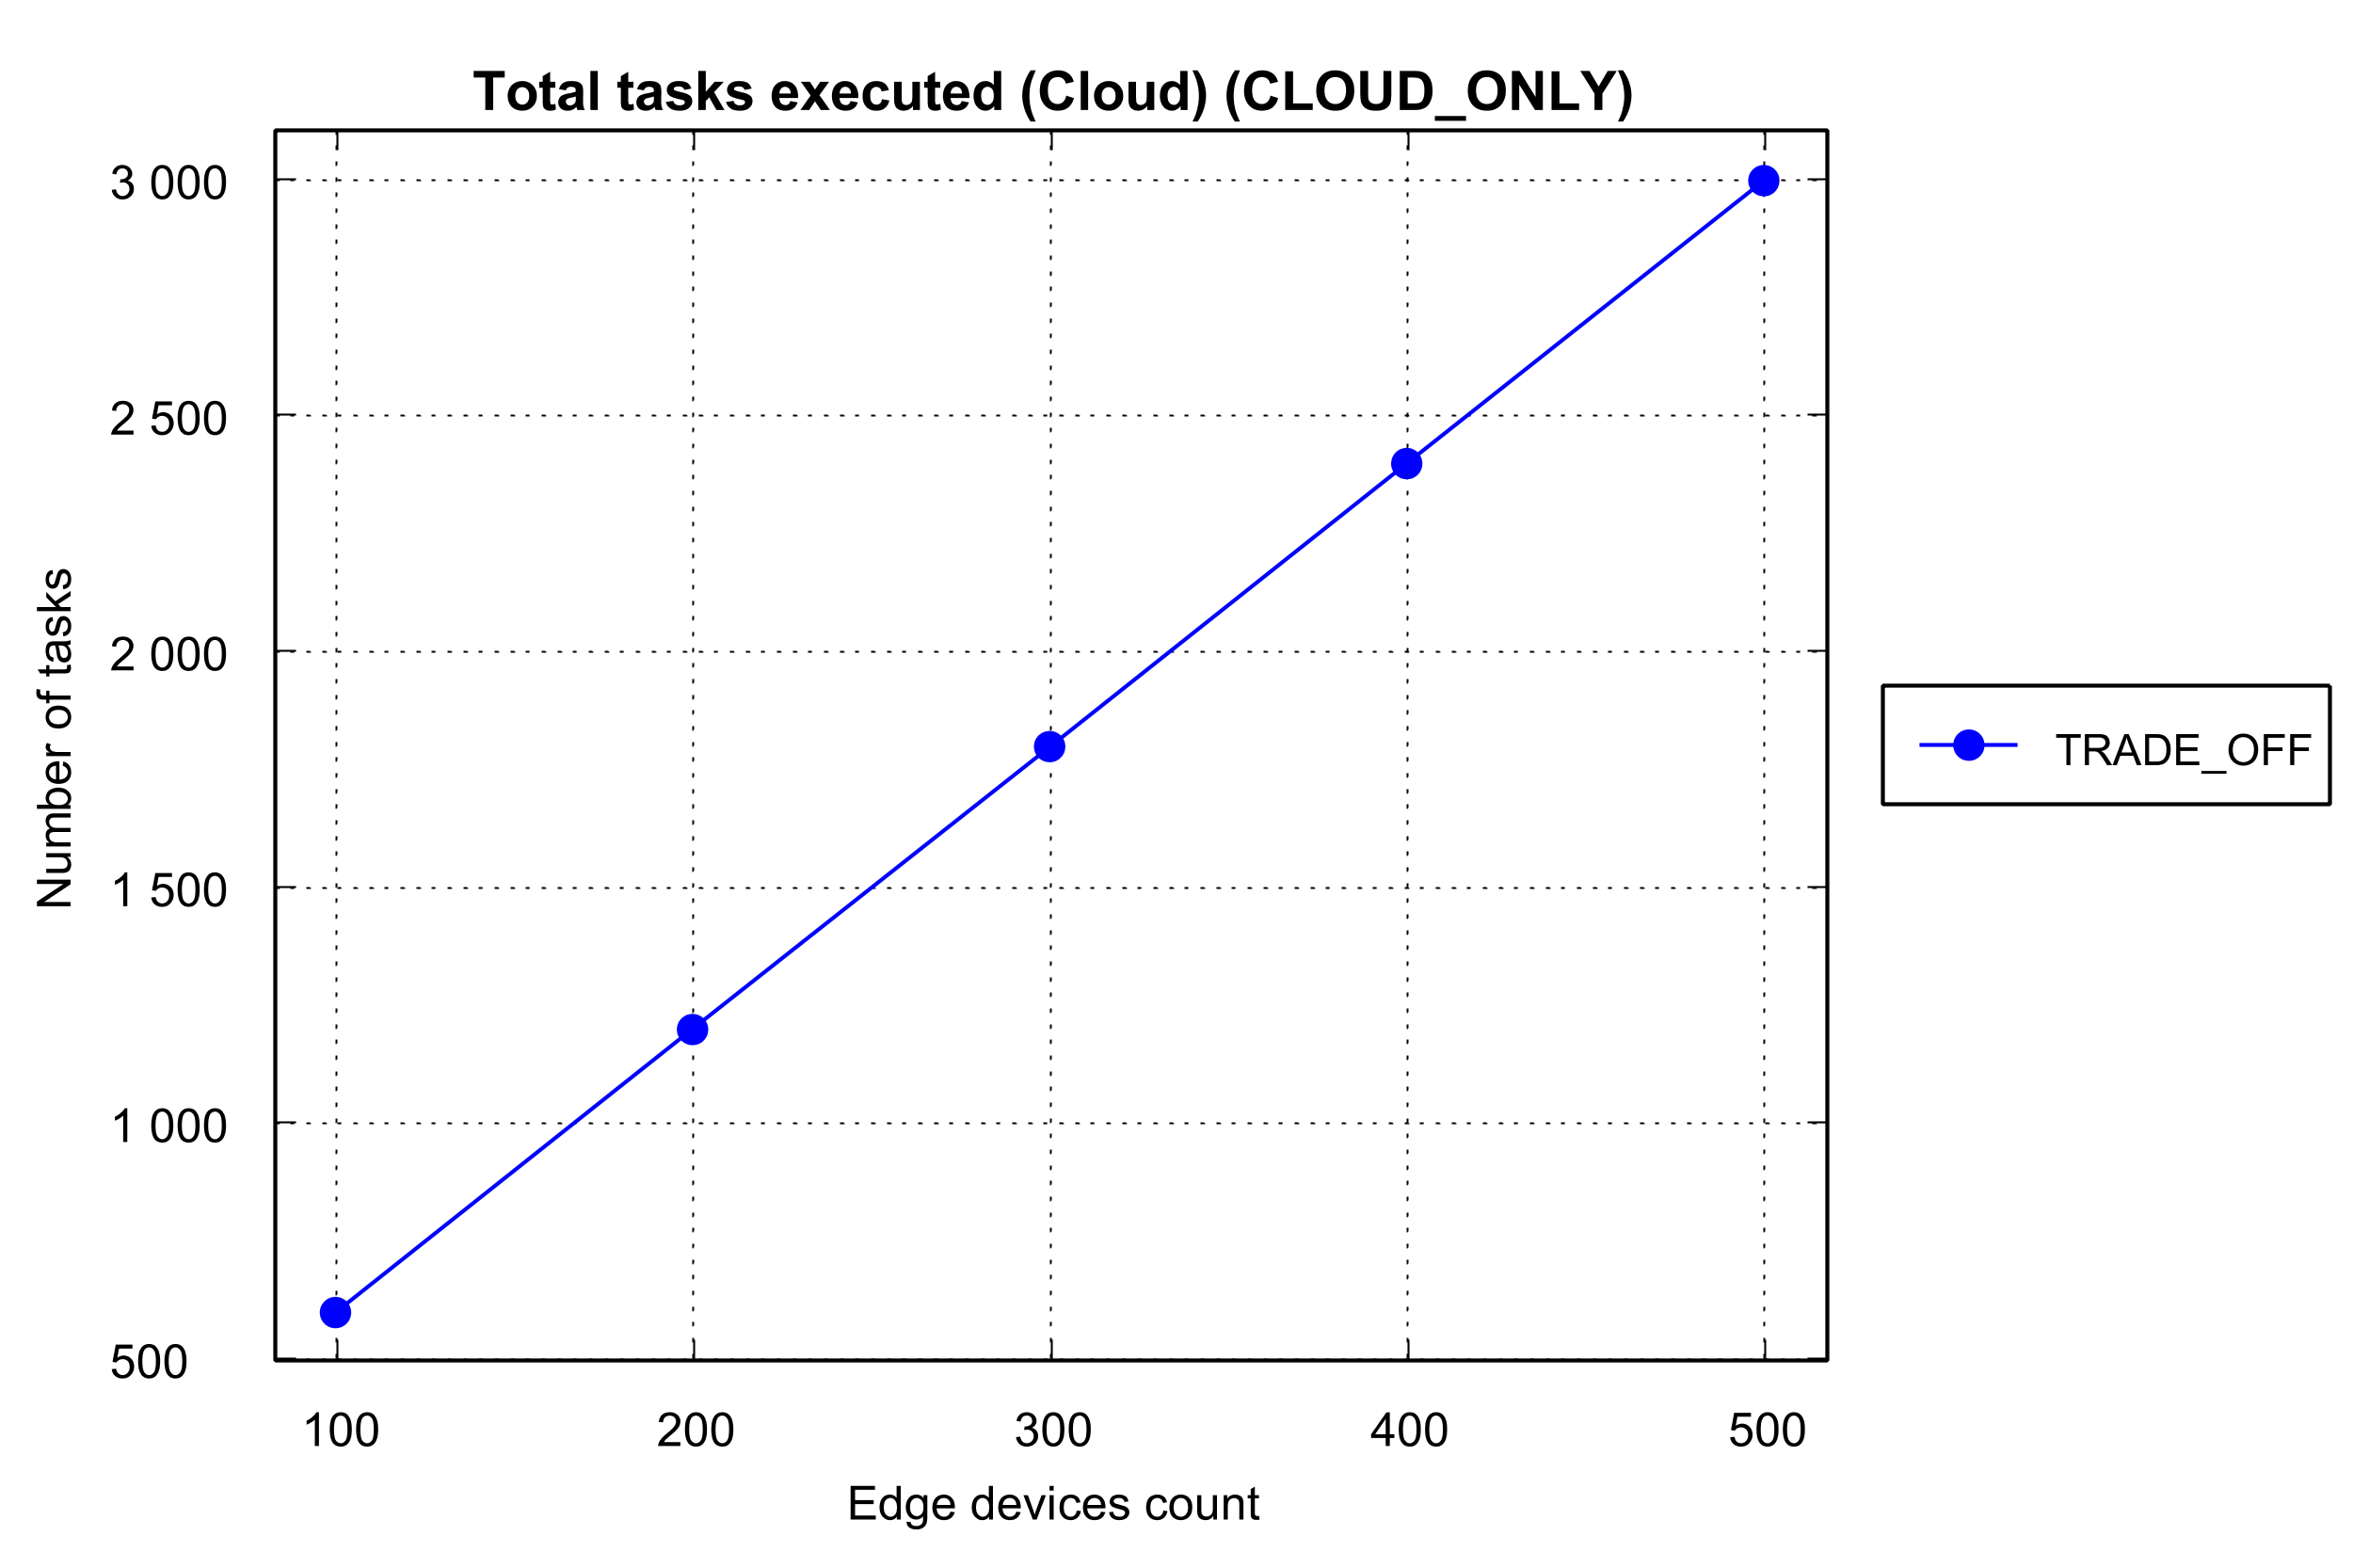 Total tasks executed (Cloud) (CLOUD_ONLY)
3 000
2 500
2 000
1 500
1 000
500
Number of tasks
100 200 300 400 500
Edge devices count
TRADE_OFF